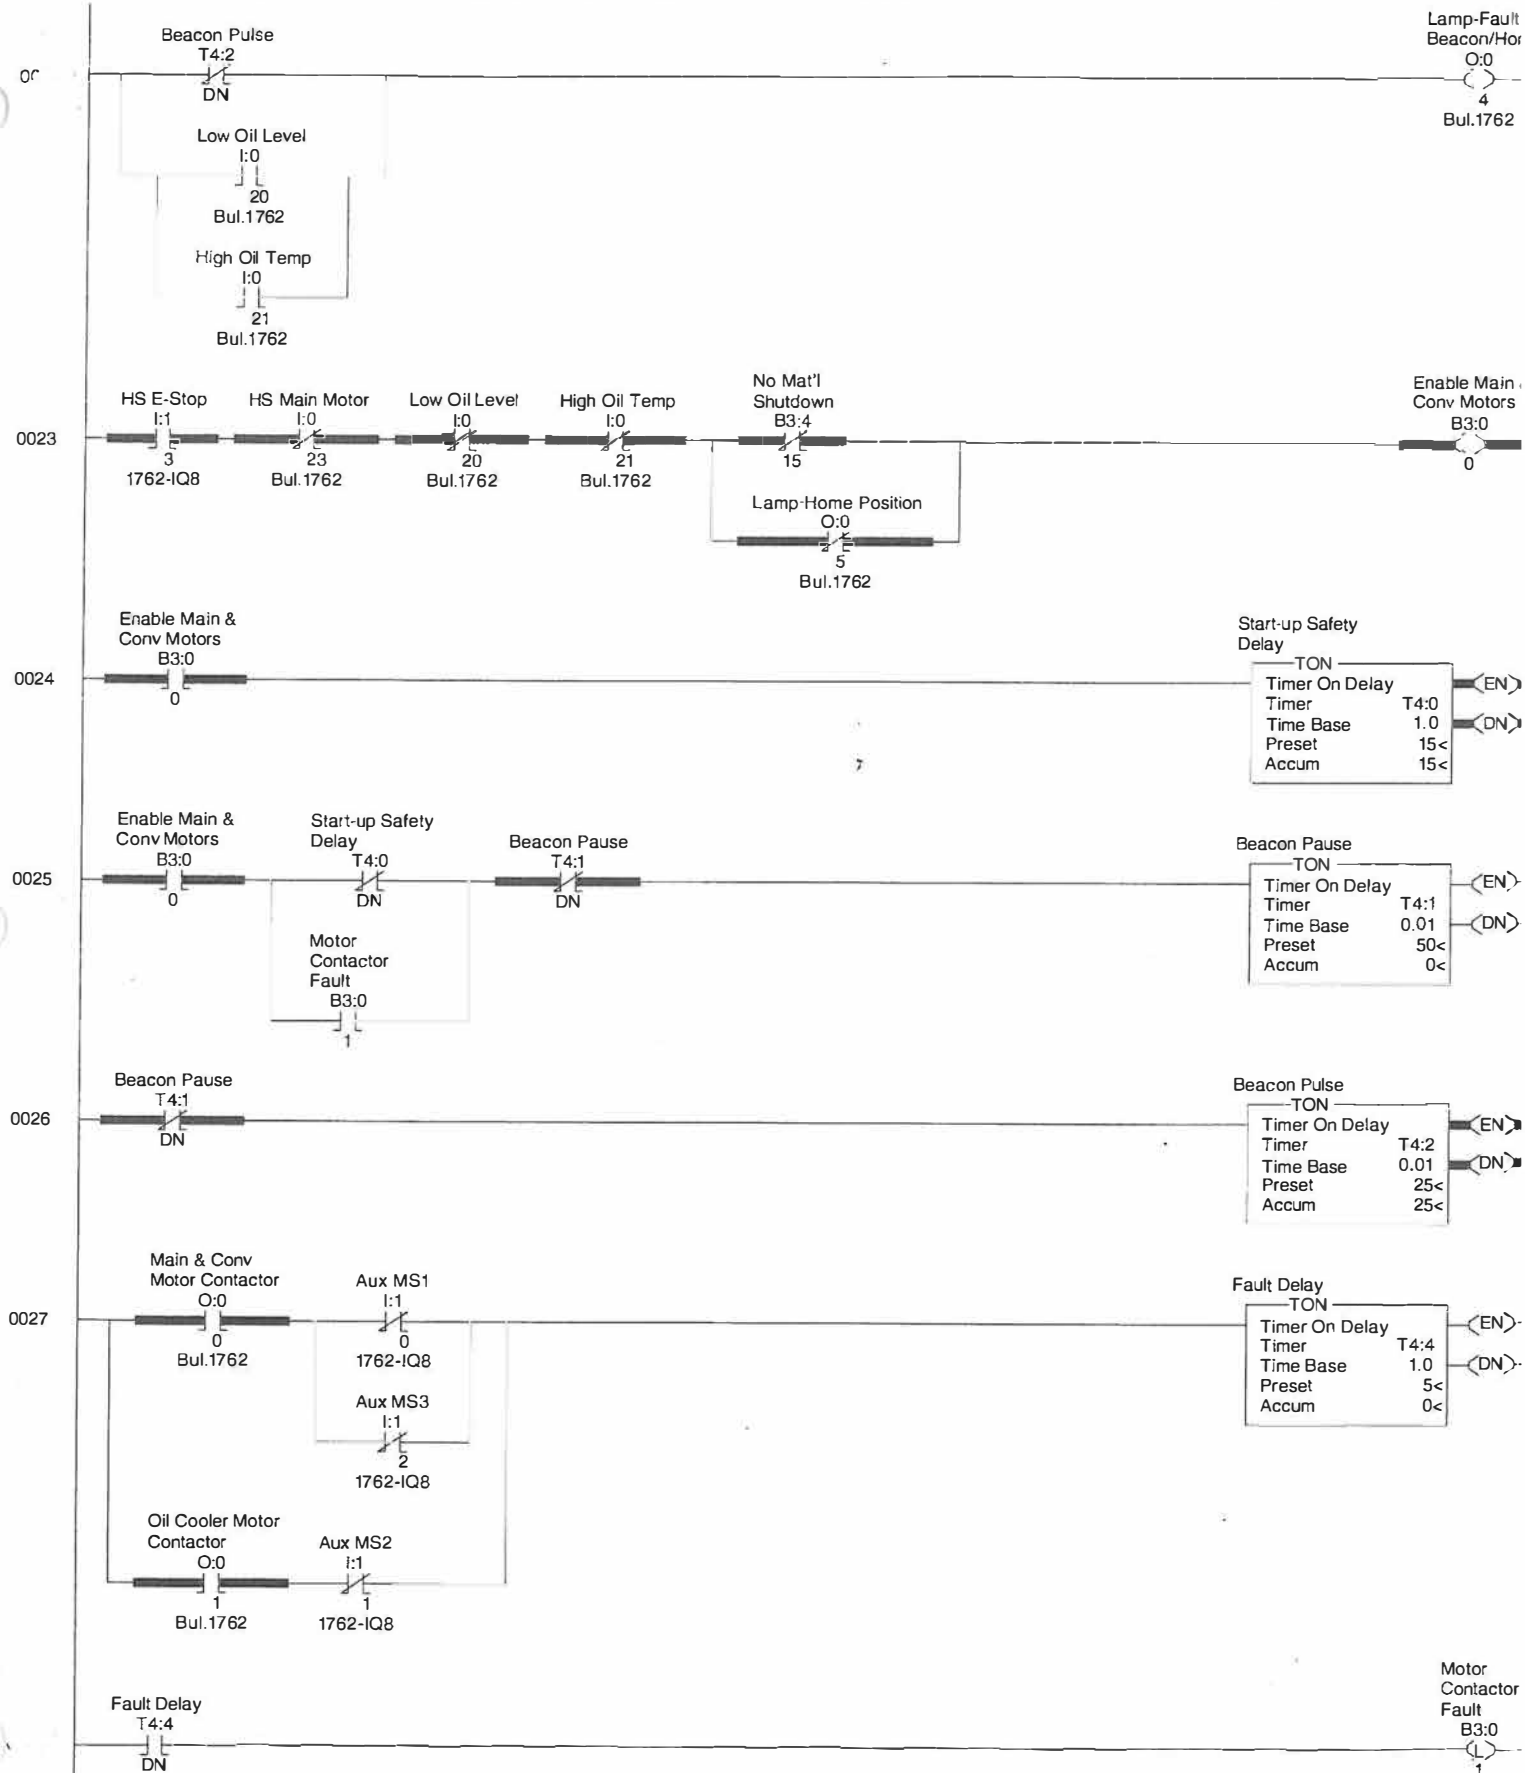 Beacon Pulse
T4:2
DN
Low Oil Level
I:0
20
Bul.1762
High Oil Temp
I:0
21
Bul.1762
Lamp-Fault
O:0
4
Bul.1762
0023
HS E-Stop
I:1
3
1762-IQ8
HS Main Motor
I:0
23
Bul.1762
Low Oil Level
I:0
20
Bul.1762
High Oil Temp
I:0
21
Bul.1762
No Mat'l
Shutdown
B3:4
15
Lamp-Home Position
O:0
5
Bul.1762
Enable Main
Conv Motors
B3:0
0
0024
Enable Main &
Conv Motors
B3:0
0
Start-up Safety
Delay
TON
Timer On Delay
Timer T4:0
Time Base 1.0
Preset 15<
Accum 15<
EN
DN
0025
Enable Main &
Conv Motors
B3:0
0
Start-up Safety
Delay
T4:0
DN
Motor
Contactor
Fault
B3:0
1
Beacon Pause
T4:1
DN
Beacon Pause
TON
Timer On Delay
Timer T4:1
Time Base 0.01
Preset 50<
Accum 0<
EN
DN
0026
Beacon Pause
T4:1
DN
Beacon Pulse
TON
Timer On Delay
Timer T4:2
Time Base 0.01
Preset 25<
Accum 25<
EN
DN
0027
Main & Conv
Motor Contactor
O:0
0
Bul.1762
Aux MS1
I:1
0
1762-IQ8
Aux MS3
I:1
2
1762-IQ8
Oil Cooler Motor
Contactor
O:0
1
Bul.1762
Aux MS2
I:1
1
1762-IQ8
Fault Delay
TON
Timer On Delay
Timer T4:4
Time Base 1.0
Preset 5<
Accum 0<
EN
DN
Fault Delay
T4:4
DN
Motor
Contactor
Fault
B3:0
L
1